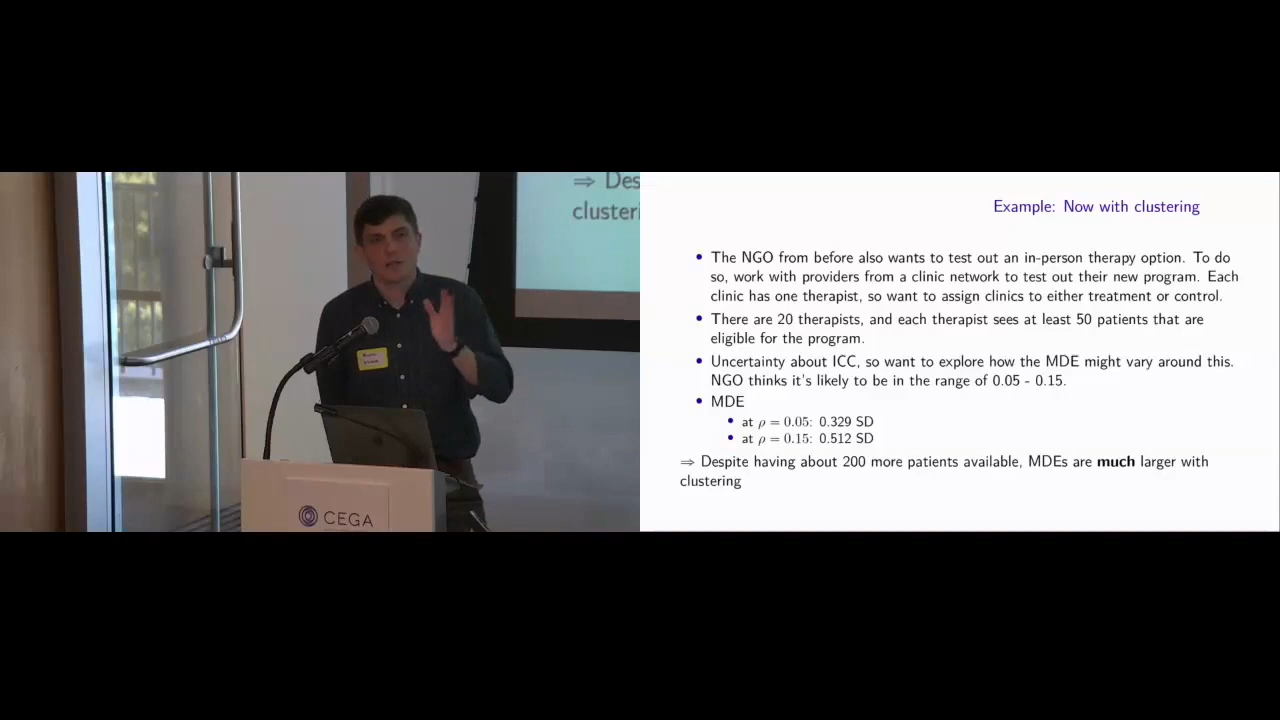 ⇒ Des
clusteri
CEGA
Example: Now with clustering
• The NGO from before also wants to test out an in-person therapy option. To do
so, work with providers from a clinic network to test out their new program. Each
clinic has one therapist, so want to assign clinics to either treatment or control.
• There are 20 therapists, and each therapist sees at least 50 patients that are
eligible for the program.
• Uncertainty about ICC, so want to explore how the MDE might vary around this.
NGO thinks it's likely to be in the range of 0.05 - 0.15.
• MDE
• at ρ = 0.05: 0.329 SD
• at ρ = 0.15: 0.512 SD
⇒ Despite having about 200 more patients available, MDEs are much larger with
clustering